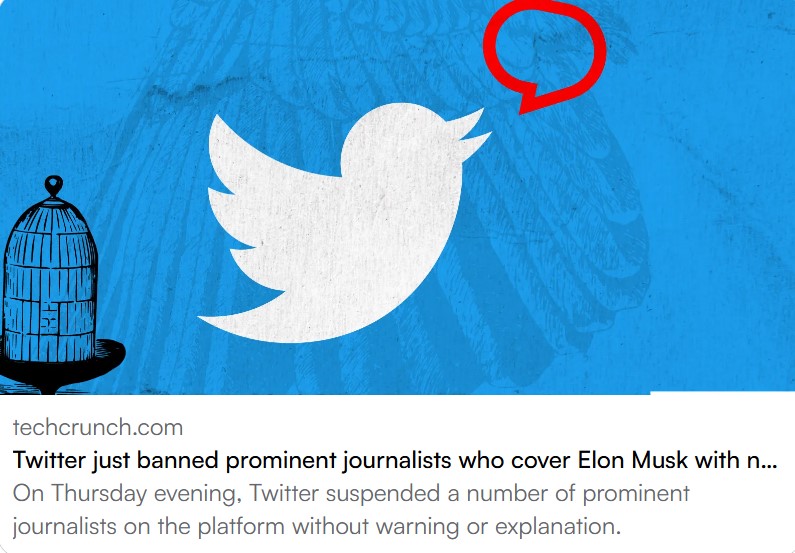 techcrunch.com
Twitter just banned prominent journalists who cover Elon Musk with n...
On Thursday evening, Twitter suspended a number of prominent
journalists on the platform without warning or explanation.